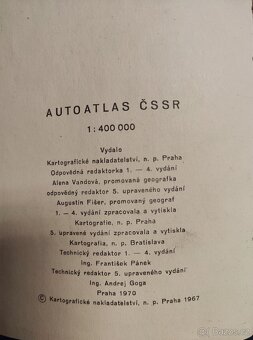 AUTOATLAS ČSSR
1:400 000
Vydalo
Kartografické nakladatelství, n. p. Praha
Odpovědná redaktorka 1. — 4. vydání
Alena Vandová, promovaná geografka
odpovědný redaktor 5. upraveného vydání
Augustin Fišer, promovaný geograf
1. — 4. vydání zpracovala a vytiskla
Kartografie, n. p. Praha
5. upravené vydání zpracovala a vytiskla
Kartografia, n. p. Bratislava
Technický redaktor 1. — 4. vydání
Ing. František Pánek
Technický redaktor 5. upraveného vydání
Ing. Andrej Goga
Praha 1970
© Kartografické nakladatelství, n. p. Praha 1967
bazos.cz